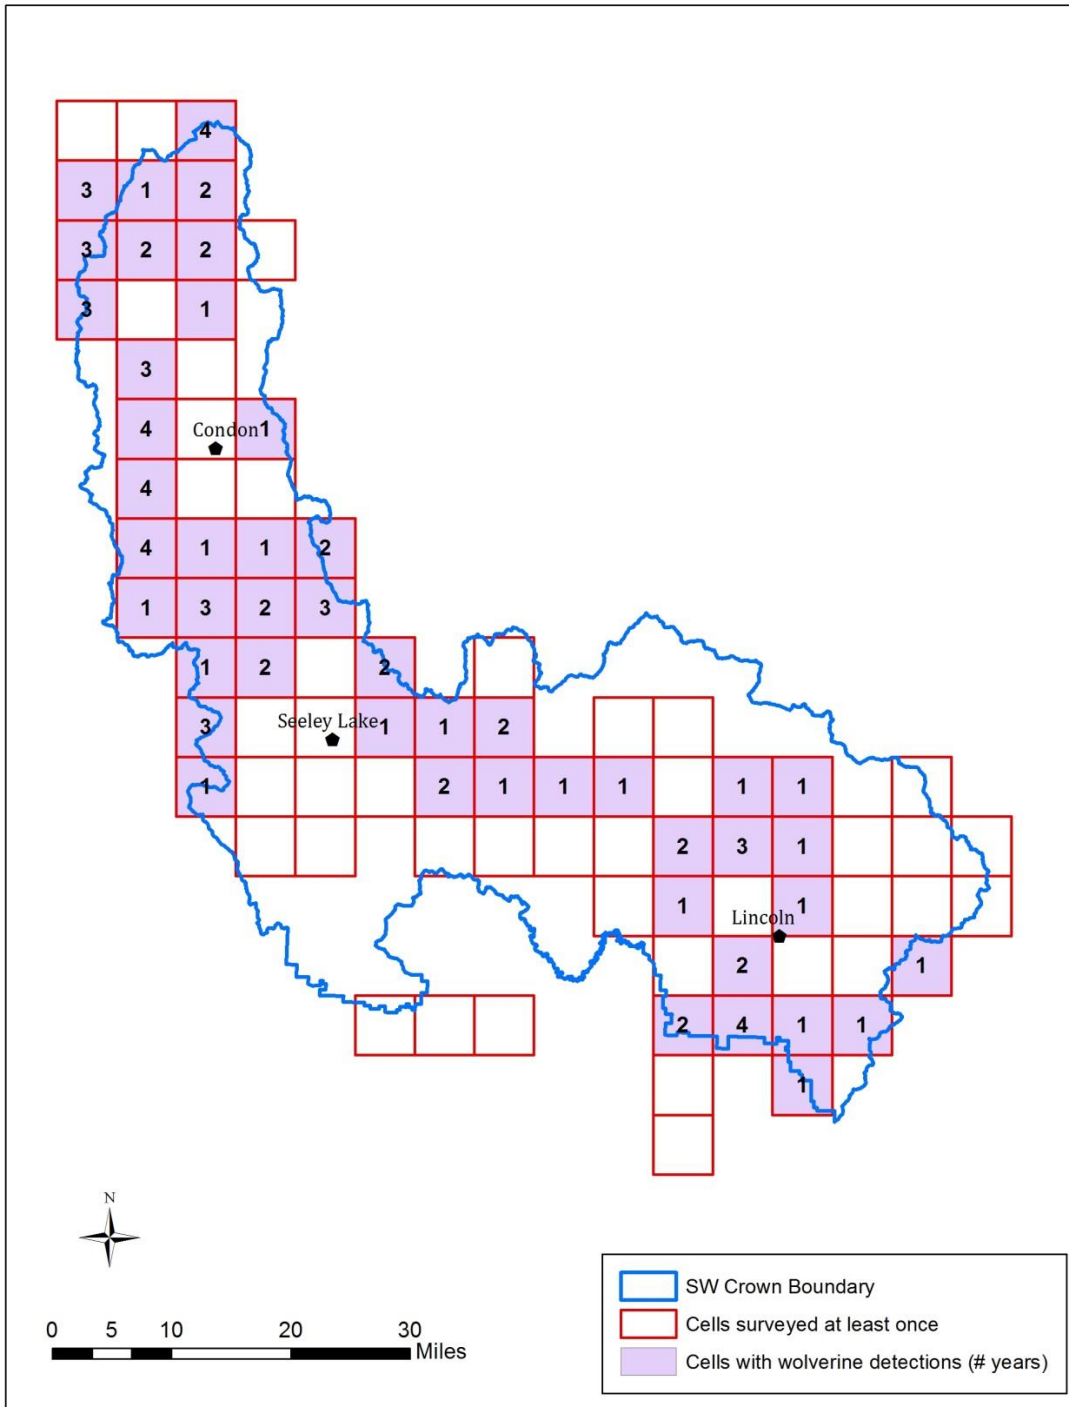 4
3 1 2
3 2 2
3 1
3
4 Condon 1
4
4 1 1 2
1 3 2 3
1 2 2
3 Seeley Lake 1 1 2
1 2 1 1 1 1 1
2 3 1
1 Lincoln 1
2 1
2 4 1 1
1
N
0 5 10 20 30
Miles
SW Crown Boundary
Cells surveyed at least once
Cells with wolverine detections (# years)